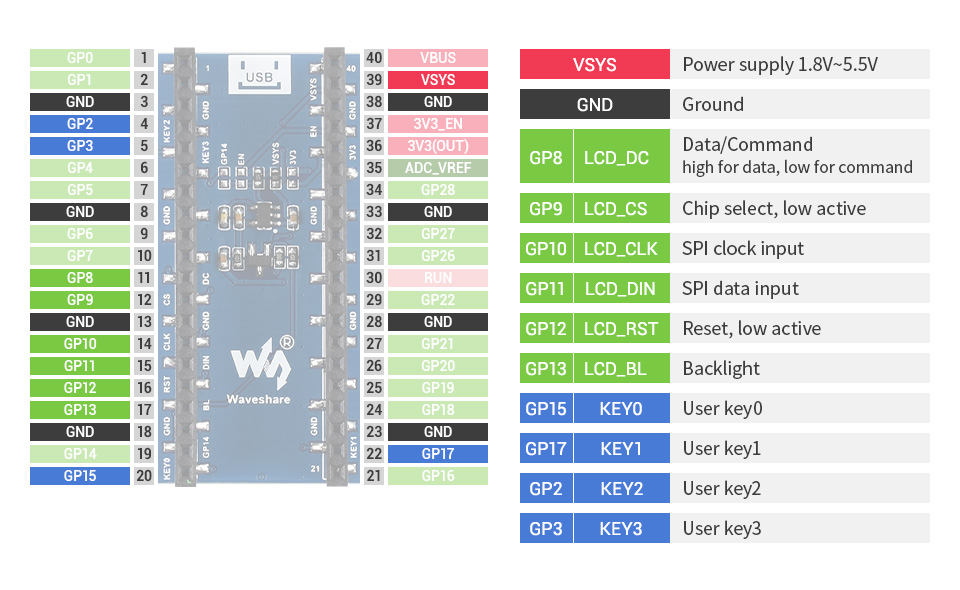 GP0 1 40 VBUS
GP1 2 39 VSYS
GND 3 38 GND
GP2 4 37 3V3_EN
GP3 5 36 3V3(OUT)
GP4 6 35 ADC_VREF
GP5 7 34 GP28
GND 8 33 GND
GP6 9 32 GP27
GP7 10 31 GP26
GP8 11 30 RUN
GP9 12 29 GP22
GND 13 28 GND
GP10 14 27 GP21
GP11 15 26 GP20
GP12 16 25 GP19
GP13 17 24 GP18
GND 18 23 GND
GP14 19 22 GP17
GP15 20 21 GP16
USB
1
40
VSYS
GND
GND
KEY2
EN
KEY3
GP14
EN
VSYS
3V3
3V3
GND
GND
DC
CS
GND
GND
CLK
DIN
RST
BL
GND
GND
GP14
KEY1
KEY0
21
®
Waveshare
VSYS Power supply 1.8V~5.5V
GND Ground
GP8 LCD_DC Data/Command
high for data, low for command
GP9 LCD_CS Chip select, low active
GP10 LCD_CLK SPI clock input
GP11 LCD_DIN SPI data input
GP12 LCD_RST Reset, low active
GP13 LCD_BL Backlight
GP15 KEY0 User key0
GP17 KEY1 User key1
GP2 KEY2 User key2
GP3 KEY3 User key3